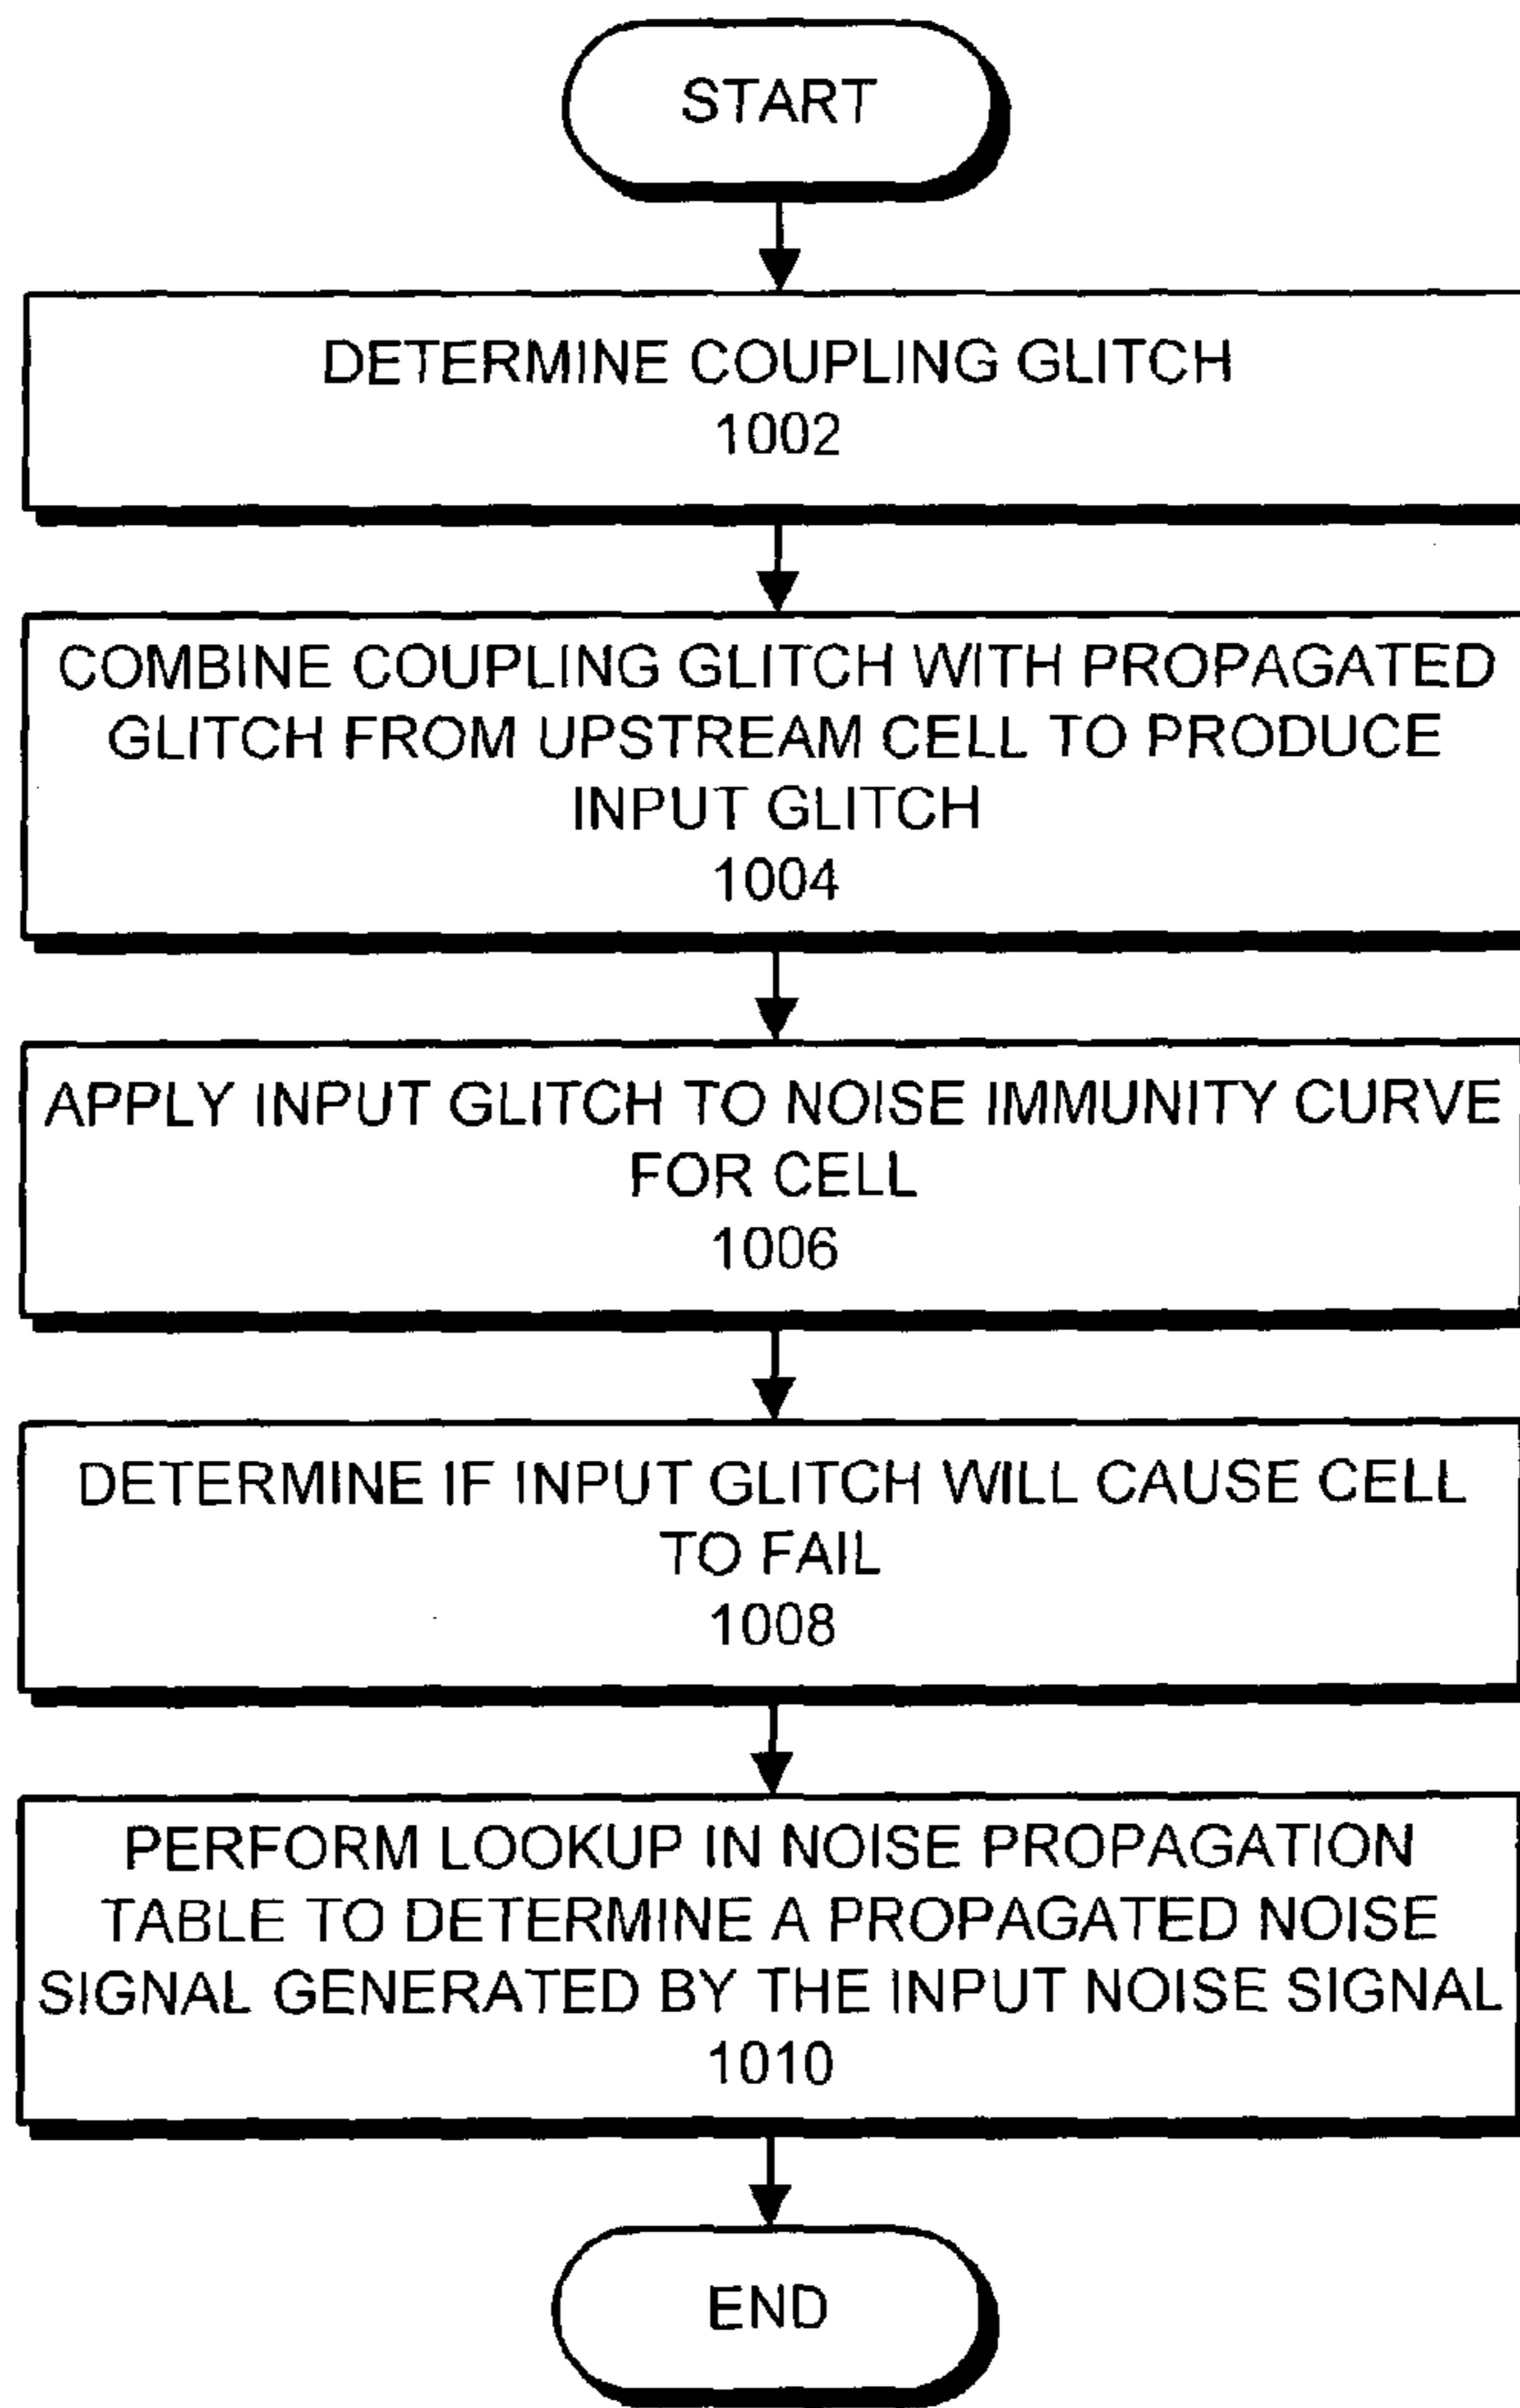 START
DETERMINE COUPLING GLITCH
1002
COMBINE COUPLING GLITCH WITH PROPAGATED
GLITCH FROM UPSTREAM CELL TO PRODUCE
INPUT GLITCH
1004
APPLY INPUT GLITCH TO NOISE IMMUNITY CURVE
FOR CELL
1006
DETERMINE IF INPUT GLITCH WILL CAUSE CELL
TO FAIL
1008
PERFORM LOOKUP IN NOISE PROPAGATION
TABLE TO DETERMINE A PROPAGATED NOISE
SIGNAL GENERATED BY THE INPUT NOISE SIGNAL
1010
END